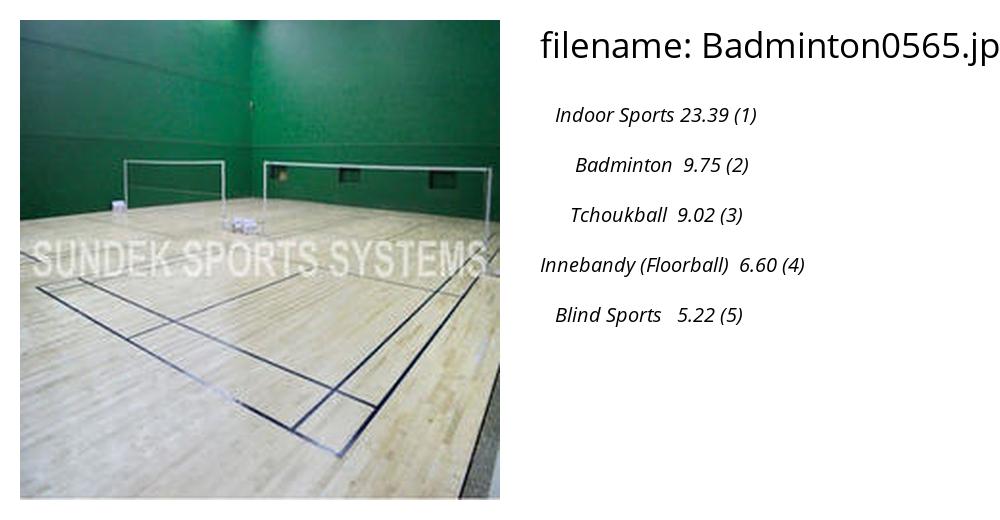 filename: Badminton0565.jp
Indoor Sports 23.39 (1)
Badminton 9.75 (2)
Tchoukball 9.02 (3)
Innebandy (Floorball) 6.60 (4)
Blind Sports 5.22 (5)
SUNDEK SPORTS SYSTEMS